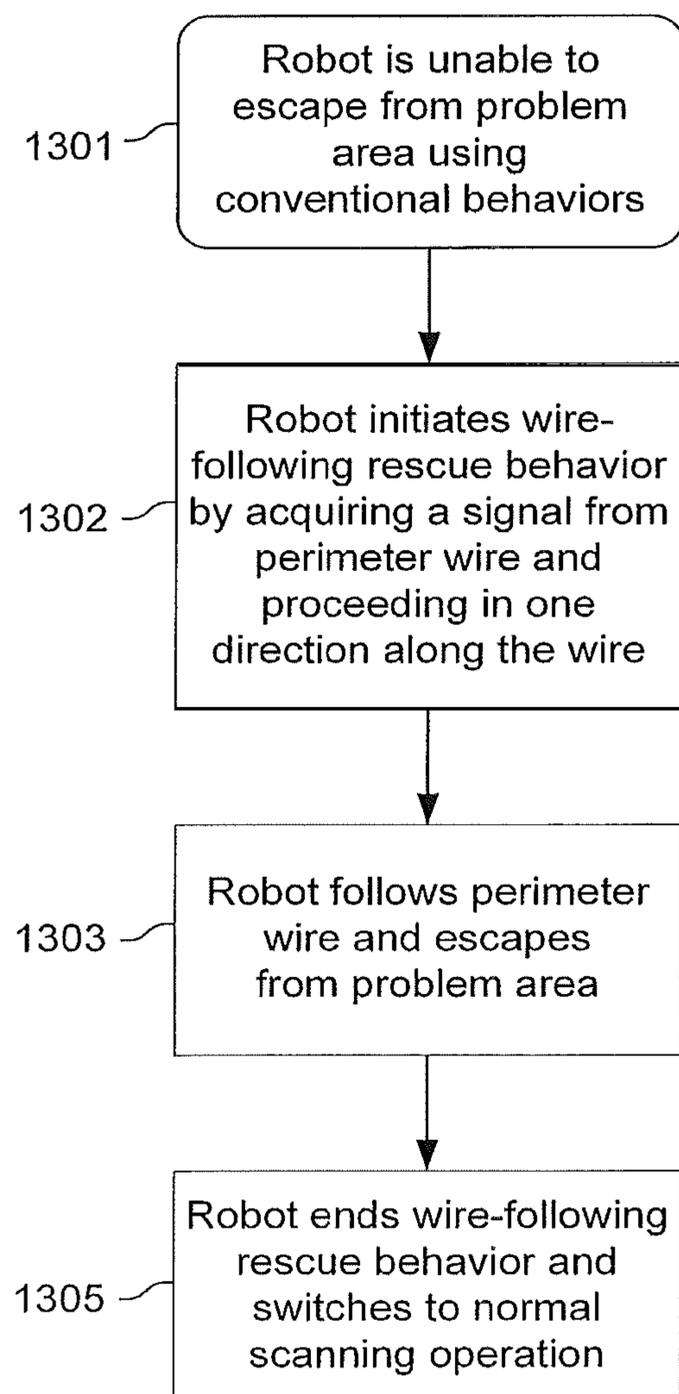 Robot is unable to
escape from problem
area using
conventional behaviors
1301
Robot initiates wire-
following rescue behavior
by acquiring a signal from
perimeter wire and
proceeding in one
direction along the wire
1302
Robot follows perimeter
wire and escapes
from problem area
1303
Robot ends wire-following
rescue behavior and
switches to normal
scanning operation
1305